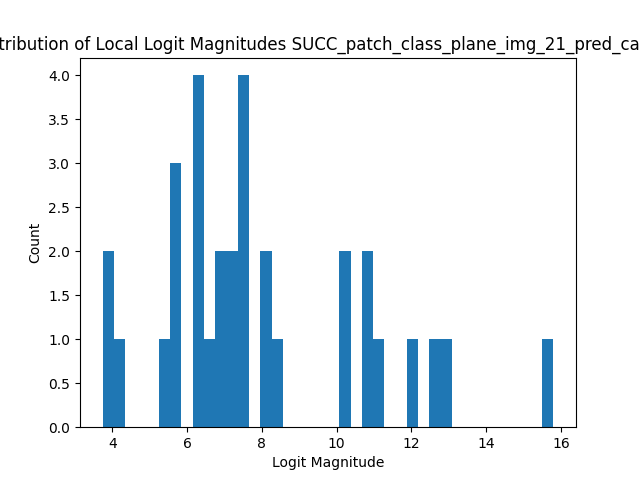 tribution of Local Logit Magnitudes SUCC_patch_class_plane_img_21_pred_ca
4.0
3.5
3.0
2.5
2.0
1.5
1.0
0.5
0.0
Count
4 6 8 10 12 14 16
Logit Magnitude